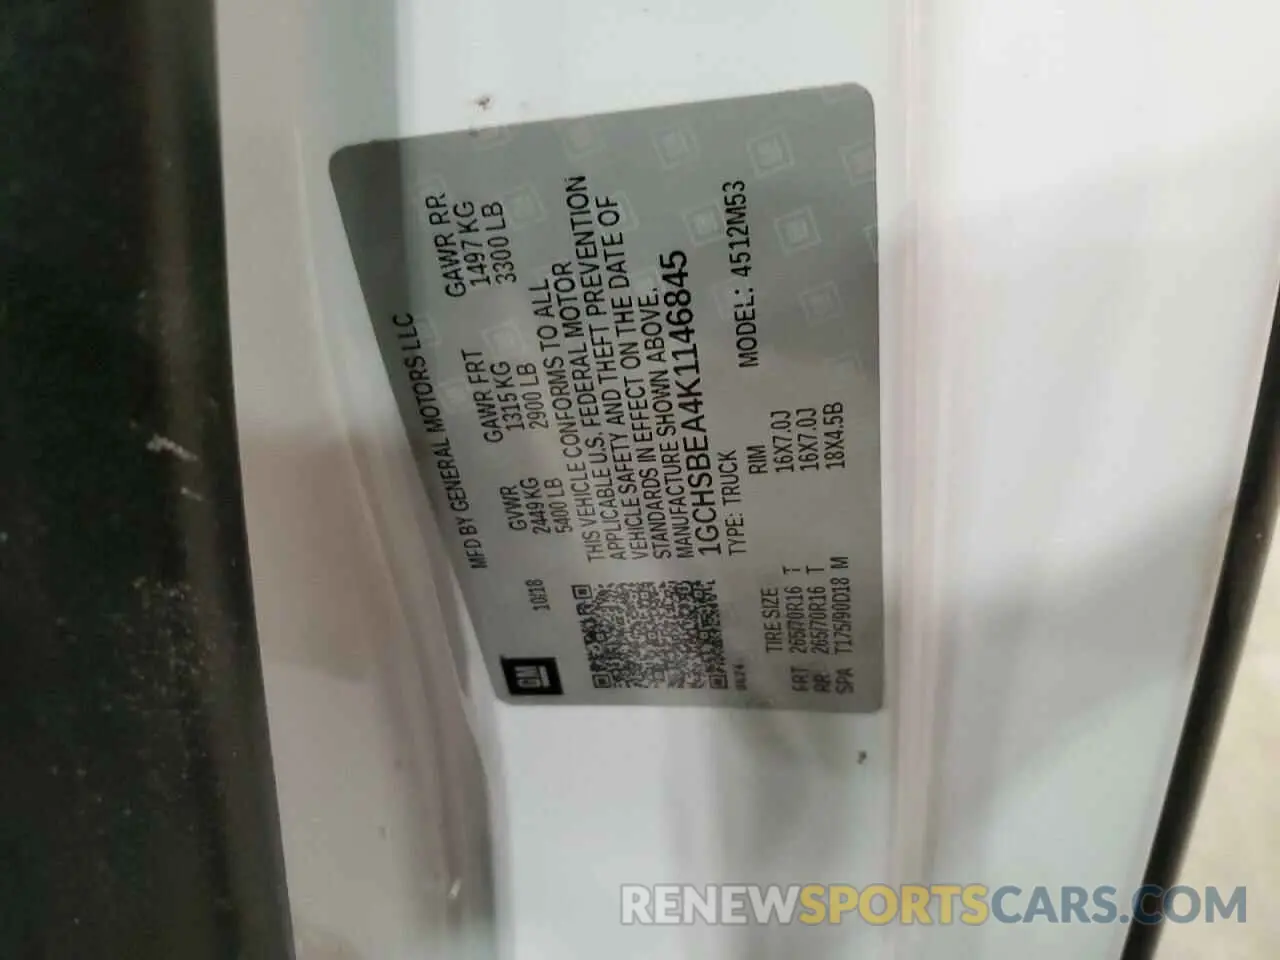 MFD BY GENERAL MOTORS LLC
10/18
GVWR GAWR FRT GAWR RR
2449 KG 1315 KG 1497 KG
5400 LB 2900 LB 3300 LB
THIS VEHICLE CONFORMS TO ALL
APPLICABLE U.S. FEDERAL MOTOR
VEHICLE SAFETY AND THEFT PREVENTION
STANDARDS IN EFFECT ON THE DATE OF
MANUFACTURE SHOWN ABOVE.
1GCHSBEA4K1146845
TYPE: TRUCK MODEL: 4512M53
TIRE SIZE RIM
FRT 265/70R16 T 16X7.0J
RR 265/70R16 T 16X7.0J
SPA T175/90D18 M 18X4.5B
GM
RENEWSPORTSCARS.COM